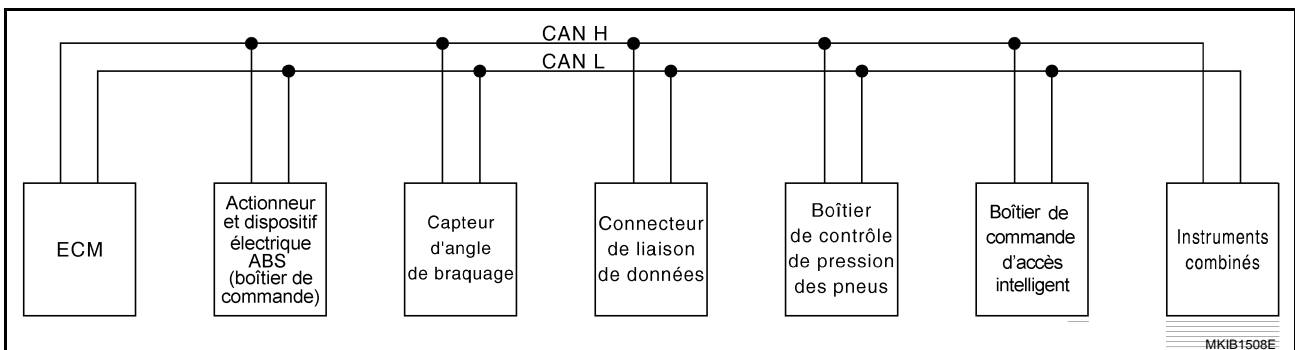 CAN H
CAN L
ECM
Actionneur
et dispositif
électrique
ABS
(boîtier de
commande)
Capteur
d'angle
de braquage
Connecteur
de liaison
de données
Boîtier
de contrôle
de pression
des pneus
Boîtier de
commande
d'accès
intelligent
Instruments
combinés
MKIB1508E